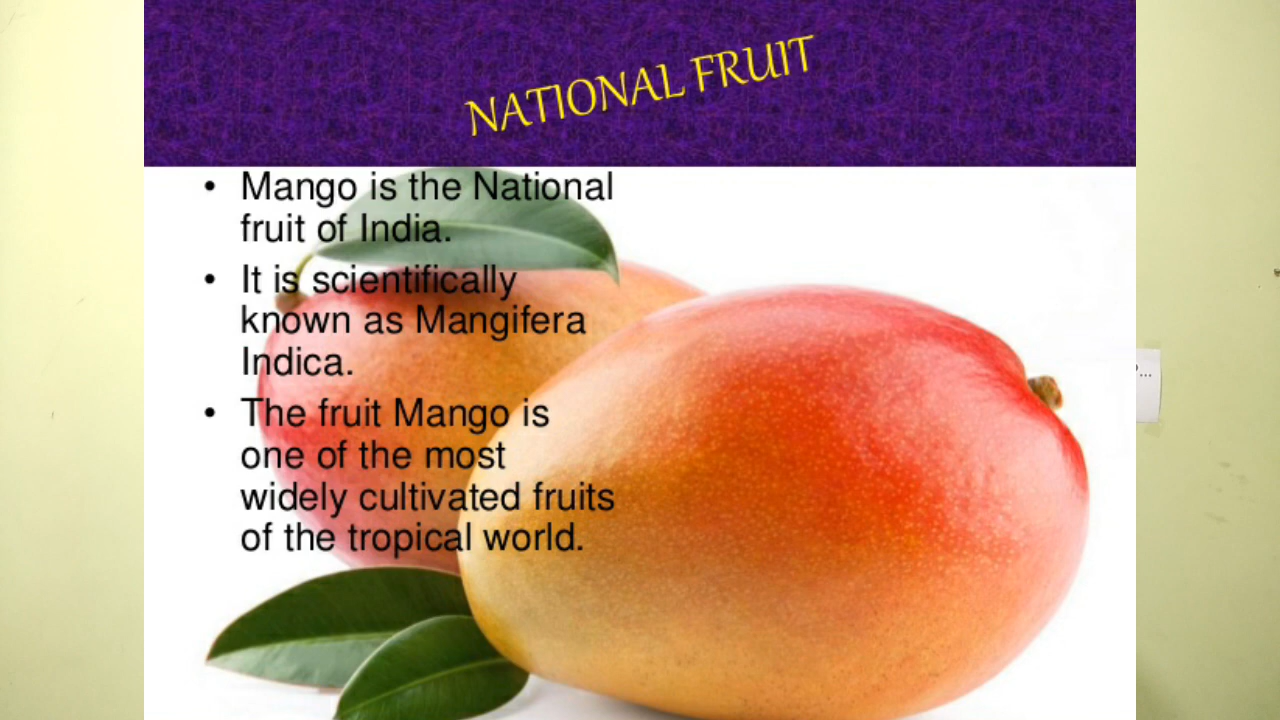 NATIONAL FRUIT
• Mango is the National
fruit of India.
• It is scientifically
known as Mangifera
Indica.
• The fruit Mango is
one of the most
widely cultivated fruits
of the tropical world.